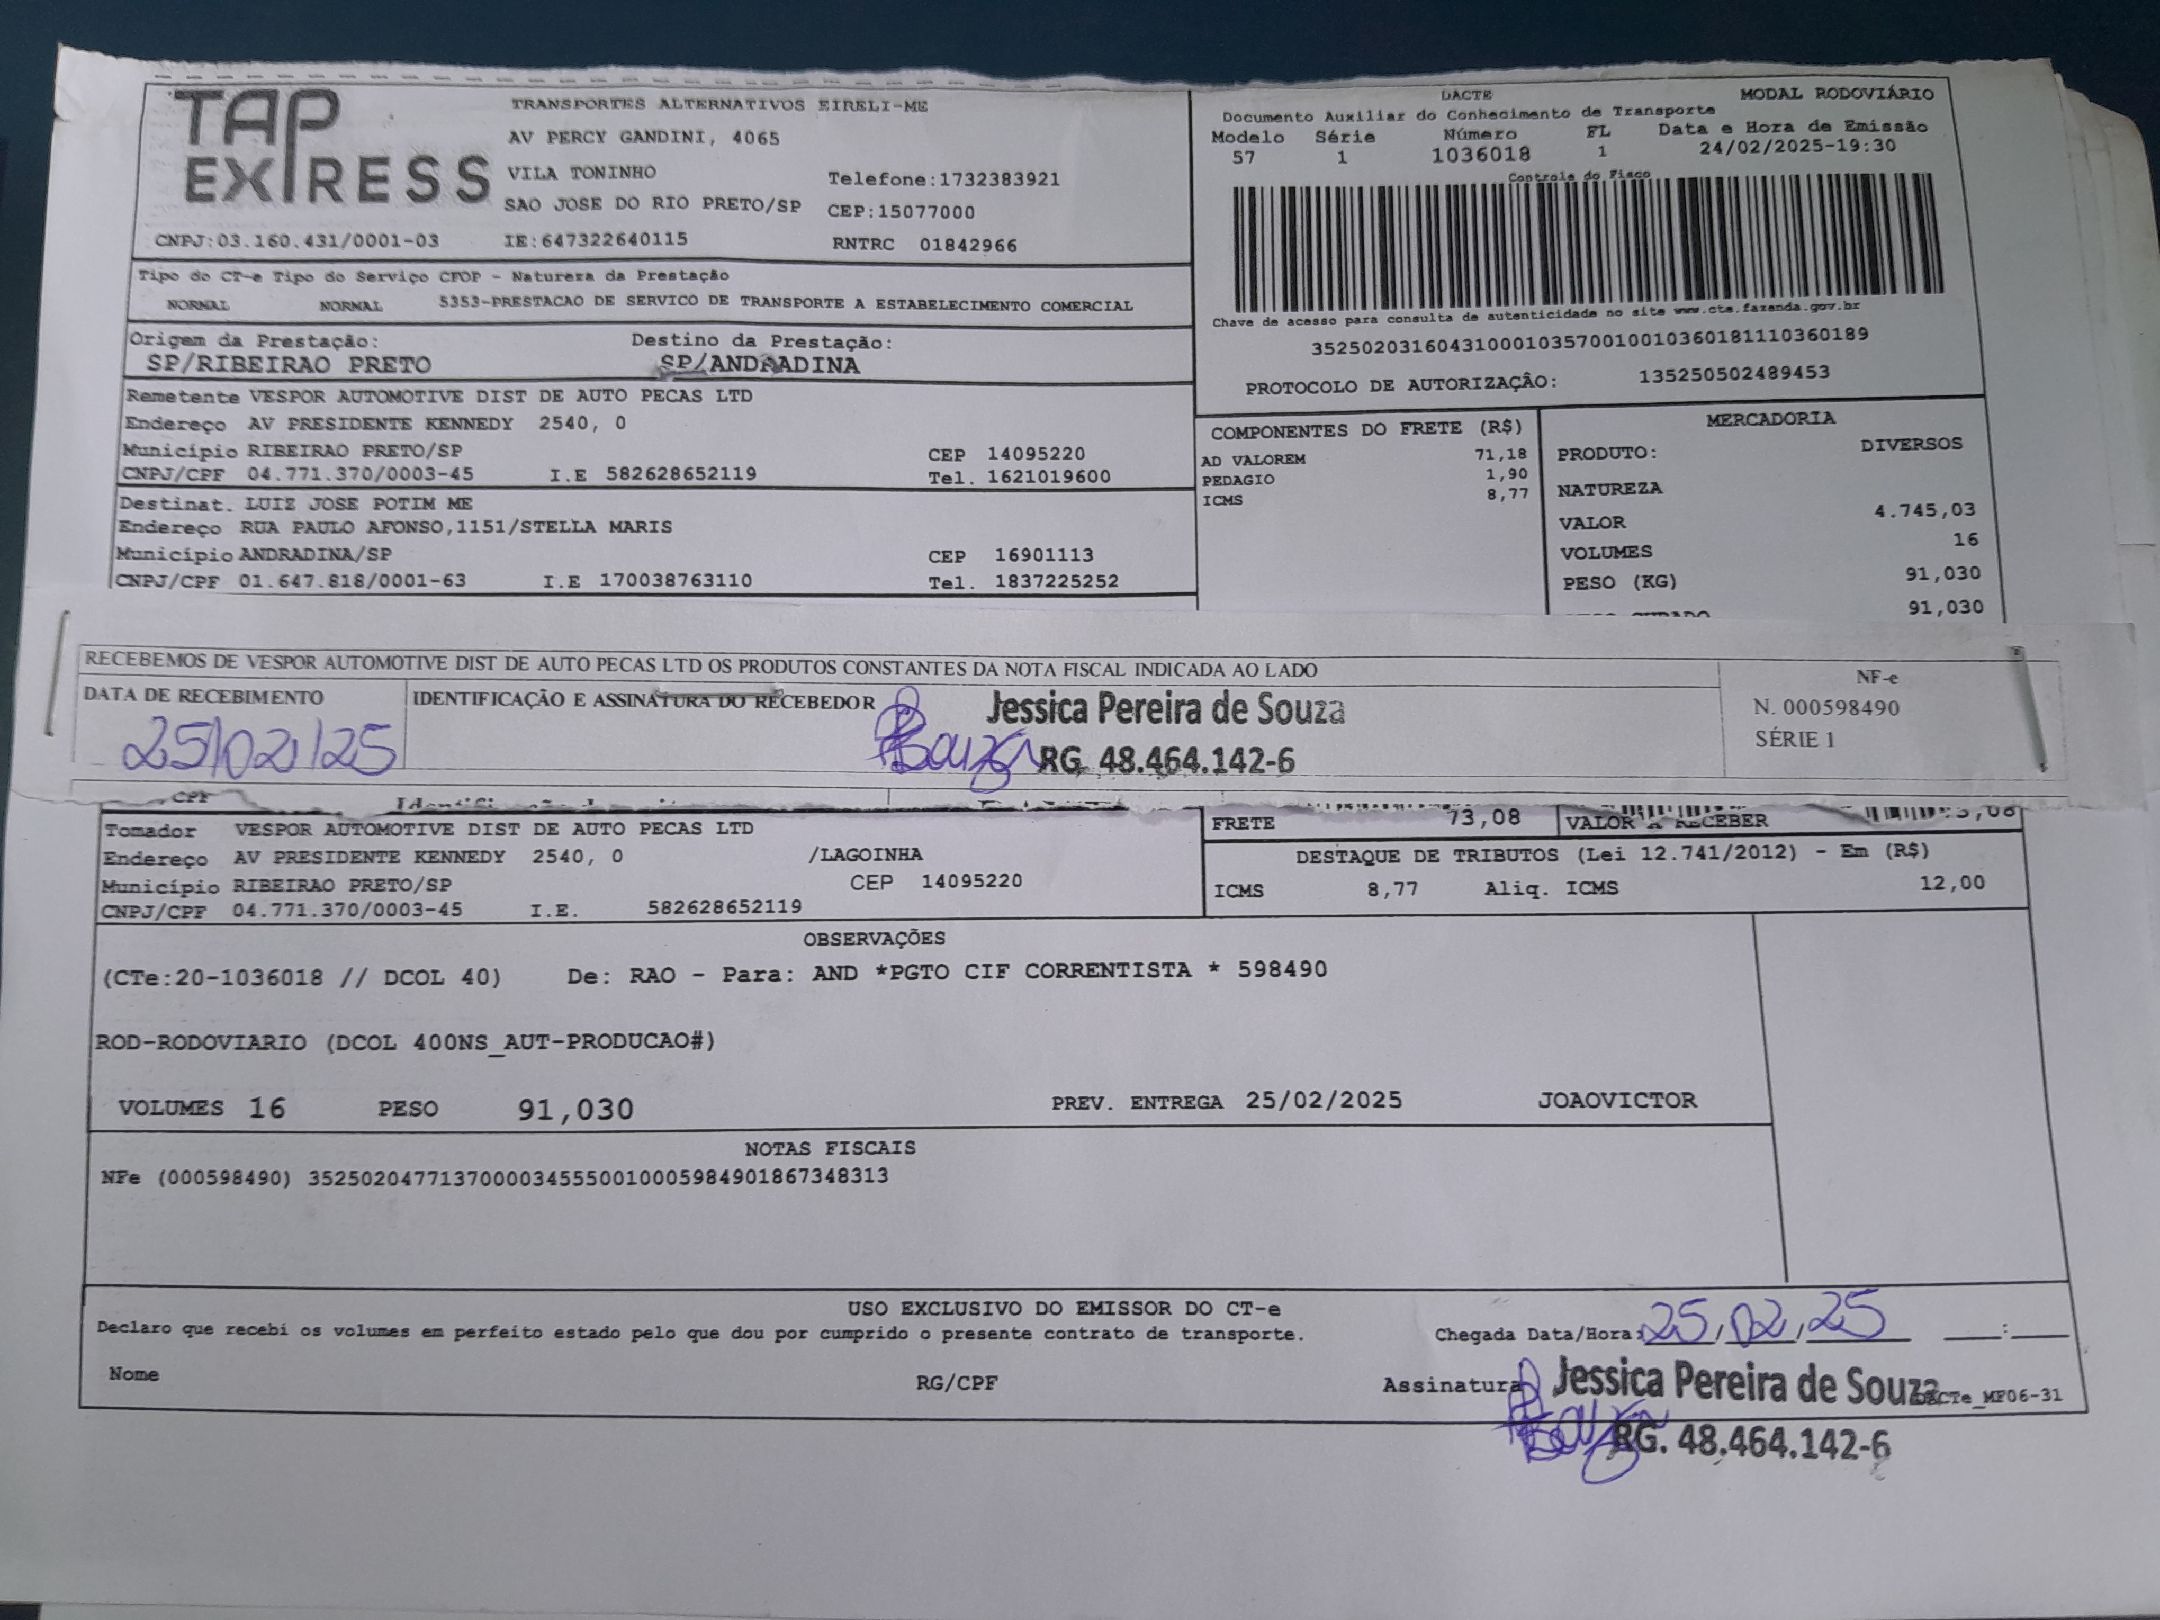 TAP EXPRESS
TRANSPORTES ALTERNATIVOS EIRELI-ME
AV PERCY GANDINI, 4065
VILA TONINHO
Telefone:1732383921
SAO JOSE DO RIO PRETO/SP CEP:15077000
CNPJ:03.160.431/0001-03 IE:647322640115 RNTRC 01842966
DACTE MODAL RODOVIÁRIO
Documento Auxiliar do Conhecimento de Transporte
Modelo Série Número FL Data e Hora de Emissão
57 1 1036018 1 24/02/2025-19:30
Controle do Fisco
Chave de acesso para consulta de autenticidade no site www.cte.fazenda.gov.br
35250203160431000103570010010360181110360189
PROTOCOLO DE AUTORIZAÇÃO: 135250502489453
Tipo do CT-e Tipo do Serviço CFOP - Natureza da Prestação
NORMAL NORMAL 5353-PRESTACAO DE SERVICO DE TRANSPORTE A ESTABELECIMENTO COMERCIAL
Origem da Prestação: Destino da Prestação:
SP/RIBEIRAO PRETO SP/ANDRADINA
Remetente VESPOR AUTOMOTIVE DIST DE AUTO PECAS LTD
Endereço AV PRESIDENTE KENNEDY 2540, 0
Município RIBEIRAO PRETO/SP CEP 14095220
CNPJ/CPF 04.771.370/0003-45 I.E 582628652119 Tel. 1621019600
Destinat. LUIZ JOSE POTIM ME
Endereço RUA PAULO AFONSO,1151/STELLA MARIS
Município ANDRADINA/SP CEP 16901113
CNPJ/CPF 01.647.818/0001-63 I.E 170038763110 Tel. 1837225252
COMPONENTES DO FRETE (R$)
AD VALOREM 71,18
PEDAGIO 1,90
ICMS 8,77
MERCADORIA
PRODUTO: DIVERSOS
NATUREZA
VALOR 4.745,03
VOLUMES 16
PESO (KG) 91,030
91,030
RECEBEMOS DE VESPOR AUTOMOTIVE DIST DE AUTO PECAS LTD OS PRODUTOS CONSTANTES DA NOTA FISCAL INDICADA AO LADO
DATA DE RECEBIMENTO
25/02/25
IDENTIFICAÇÃO E ASSINATURA DO RECEBEDOR
Souza
Jessica Pereira de Souza
RG. 48.464.142-6
NF-e
N. 000598490
SÉRIE 1
CPF
Tomador VESPOR AUTOMOTIVE DIST DE AUTO PECAS LTD
Endereço AV PRESIDENTE KENNEDY 2540, 0 /LAGOINHA
Município RIBEIRAO PRETO/SP CEP 14095220
CNPJ/CPF 04.771.370/0003-45 I.E. 582628652119
FRETE 73,08 VALOR A RECEBER
DESTAQUE DE TRIBUTOS (Lei 12.741/2012) - Em (R$)
ICMS 8,77 Aliq. ICMS 12,00
OBSERVAÇÕES
(CTe:20-1036018 // DCOL 40) De: RAO - Para: AND *PGTO CIF CORRENTISTA * 598490
ROD-RODOVIARIO (DCOL 400NS_AUT-PRODUCAO#)
VOLUMES 16 PESO 91,030 PREV. ENTREGA 25/02/2025 JOAOVICTOR
NOTAS FISCAIS
NFe (000598490) 35250204771370000345550010005984901867348313
USO EXCLUSIVO DO EMISSOR DO CT-e
Declaro que recebi os volumes em perfeito estado pelo que dou por cumprido o presente contrato de transporte.
Chegada Data/Hora: 25/02/25 __:__
Nome RG/CPF Assinatura
Souza
Jessica Pereira de Souza
RG. 48.464.142-6
DACTe_MF06-31